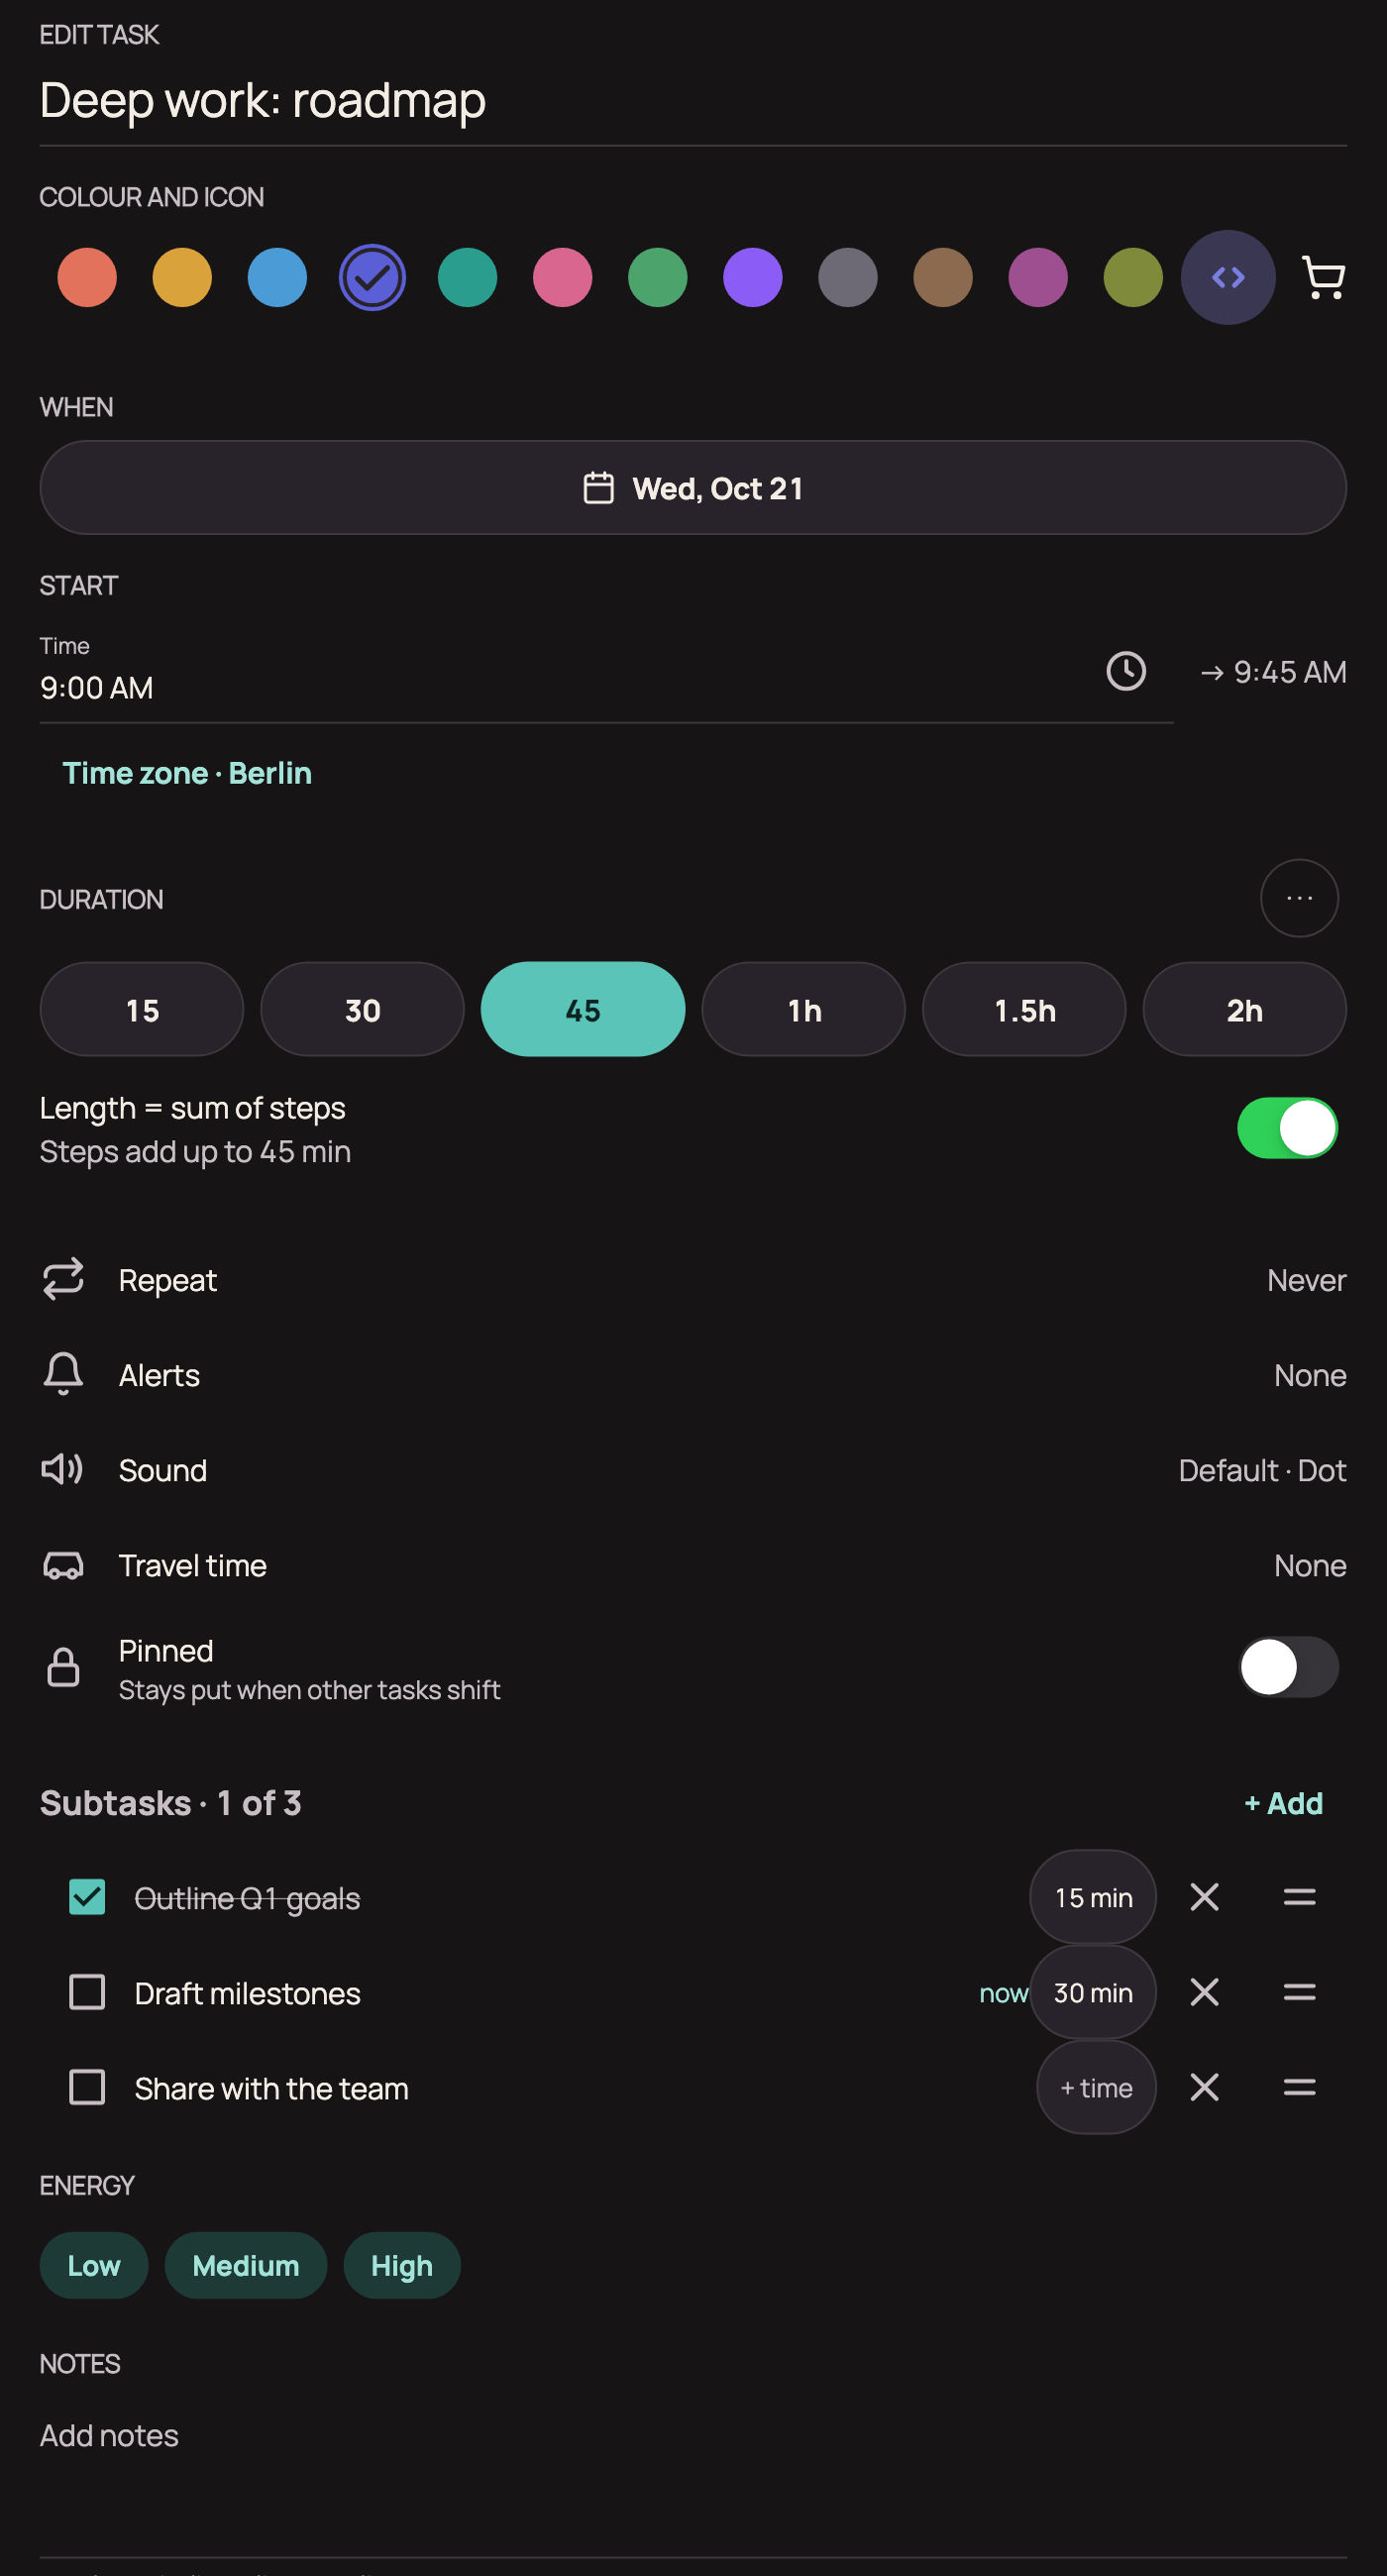 EDIT TASK
Deep work: roadmap
COLOUR AND ICON
WHEN
Wed, Oct 21
START
Time
9:00 AM
→ 9:45 AM
Time zone · Berlin
DURATION
15 30 45 1h 1.5h 2h
Length = sum of steps
Steps add up to 45 min
Repeat Never
Alerts None
Sound Default · Dot
Travel time None
Pinned
Stays put when other tasks shift
Subtasks · 1 of 3 + Add
Outline Q1 goals 15 min
Draft milestones now 30 min
Share with the team + time
ENERGY
Low Medium High
NOTES
Add notes